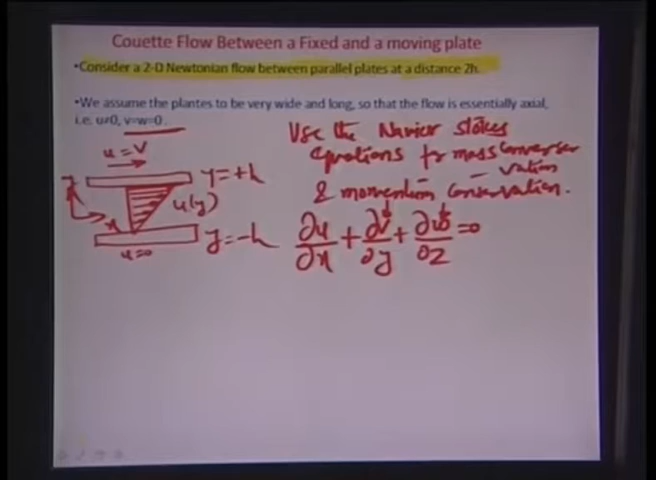 Couette Flow Between a Fixed and a moving plate
•Consider a 2-D Newtonian flow between parallel plates at a distance 2h.
•We assume the plantes to be very wide and long, so that the flow is essentially axial,
i.e. u≠0, v=w=0.
Use the Navier stokes
equations for mass conservation
& momentum conservation.
u=V
y=+h
u(y)
x
y=-h
u=0
∂u/∂x + ∂v/∂y + ∂w/∂z = 0